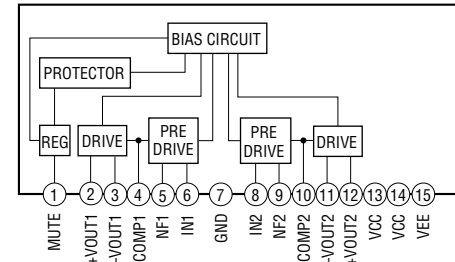 BIAS CIRCUIT
PROTECTOR
REG
DRIVE
PRE
DRIVE
PRE
DRIVE
DRIVE
1
2
3
4
5
6
7
8
9
10
11
12
13
14
15
MUTE
+VOUT1
-VOUT1
COMP1
NF1
IN1
GND
IN2
NF2
COMP2
-VOUT2
+VOUT2
VCC
VCC
VEE